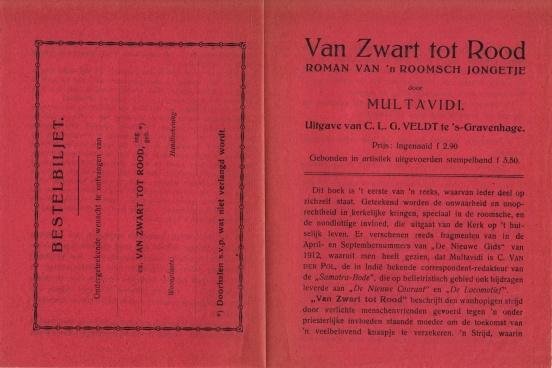 BESTELBILJET.
Ondergeteekende wenscht te ontvangen van
ex. VAN ZWART TOT ROOD, ing. geb. *)
Woonplaats: Handteekening:
*) Doorhalen s.v.p. wat niet verlangd wordt.
Van Zwart tot Rood
ROMAN VAN 'n ROOMSCH JONGETJE
door
MULTAVIDI.
Uitgave van C. L. G. VELDT te 's-Gravenhage.
Prijs: Ingenaaid f 2.90
Gebonden in artistiek uitgevoerden stempelband f 3.50.
Dit boek is 't eerste van 'n reeks, waarvan ieder deel op
zichzelf staat. Geteekend worden de onwaarheid en onop-
rechtheid in kerkelijke kringen, speciaal in de roomsche, en
de noodlottige invloed, die uitgaat van de Kerk op 't hui-
selijk leven. Er verschenen reeds fragmenten van in de
April- en Septembernummers van „De Nieuwe Gids" van
1912, waaruit men heeft gezien, dat Multavidi is C. VAN
DER POL, de in Indië bekende correspondent-redakteur van
de „Sumatra-Bode", die op belletristisch gebied ook bijdragen
leverde aan „De Nieuwe Courant" en „De Locomotief".
„Van Zwart tot Rood" beschrijft den wanhopigen strijd
door verlichte menschenvrienden gevoerd tegen 'n onder
priesterlijke invloeden staande moeder om de toekomst van
'n veelbelovend knaapje te verzekeren. 'n Strijd, waarin